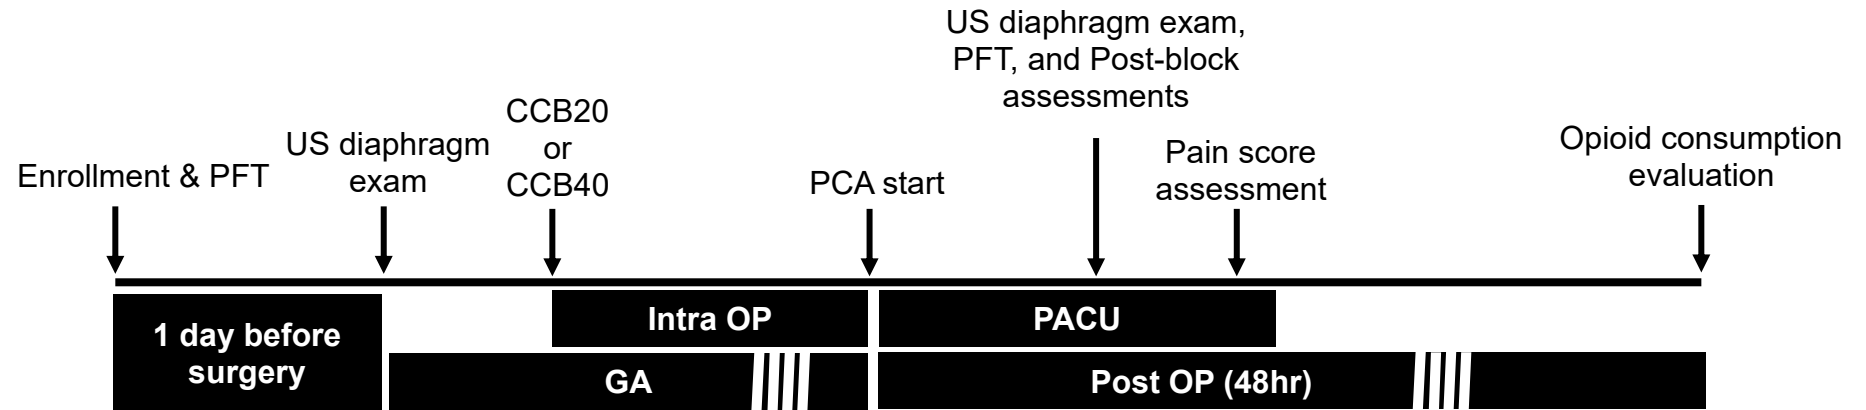 Enrollment & PFT
US diaphragm
exam
CCB20
or
CCB40
PCA start
US diaphragm exam,
PFT, and Post-block
assessments
Pain score
assessment
Opioid consumption
evaluation
1 day before
surgery
Intra OP
PACU
GA
Post OP (48hr)